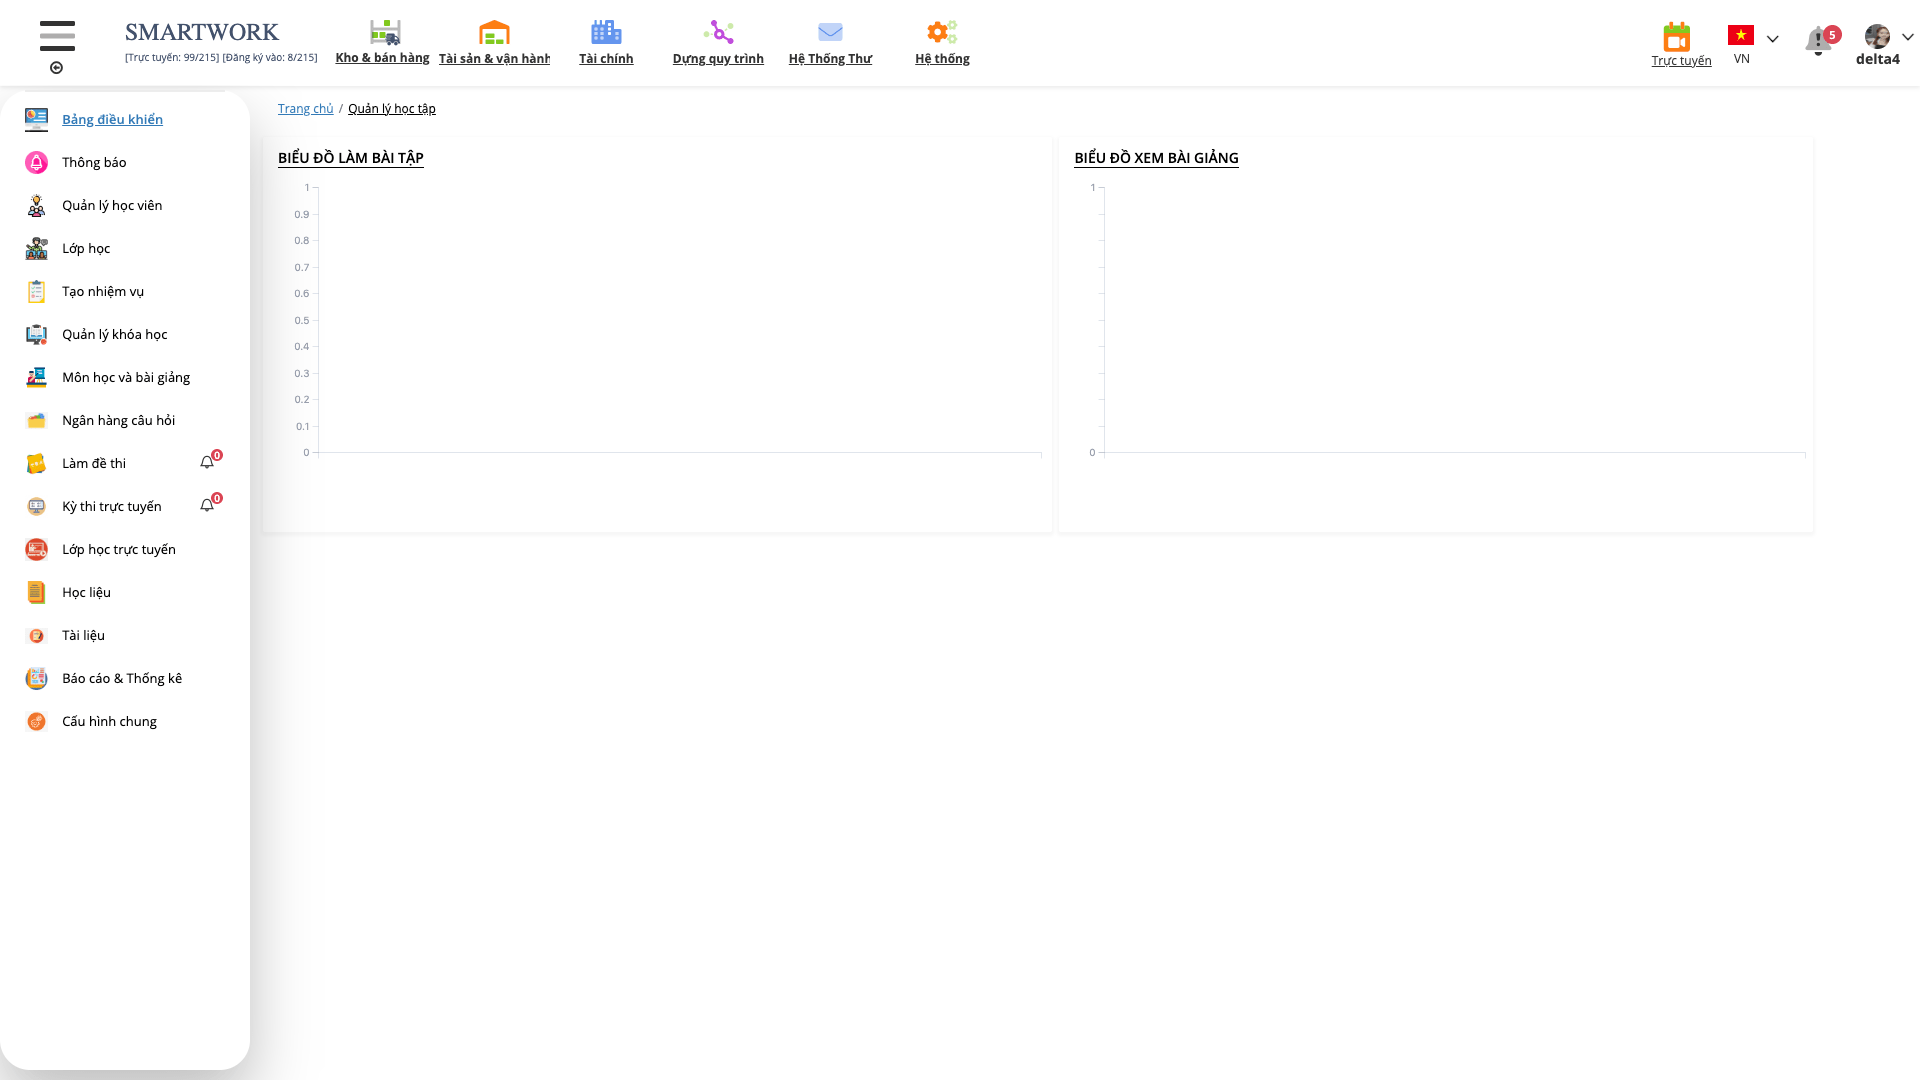 SMARTWORK
[Trực tuyến: 99/215] [Đăng ký vào: 8/215]
Kho & bán hàng
Tài sản & vận hành
Tài chính
Dựng quy trình
Hệ Thống Thư
Hệ thống
Trực tuyến
VN
5
delta4
Bảng điều khiển
Thông báo
Quản lý học viên
Lớp học
Tạo nhiệm vụ
Quản lý khóa học
Môn học và bài giảng
Ngân hàng câu hỏi
Làm đề thi
0
Kỳ thi trực tuyến
0
Lớp học trực tuyến
Học liệu
Tài liệu
Báo cáo & Thống kê
Cấu hình chung
Trang chủ / Quản lý học tập
BIỂU ĐỒ LÀM BÀI TẬP
1
0.9
0.8
0.7
0.6
0.5
0.4
0.3
0.2
0.1
0
BIỂU ĐỒ XEM BÀI GIẢNG
1
0